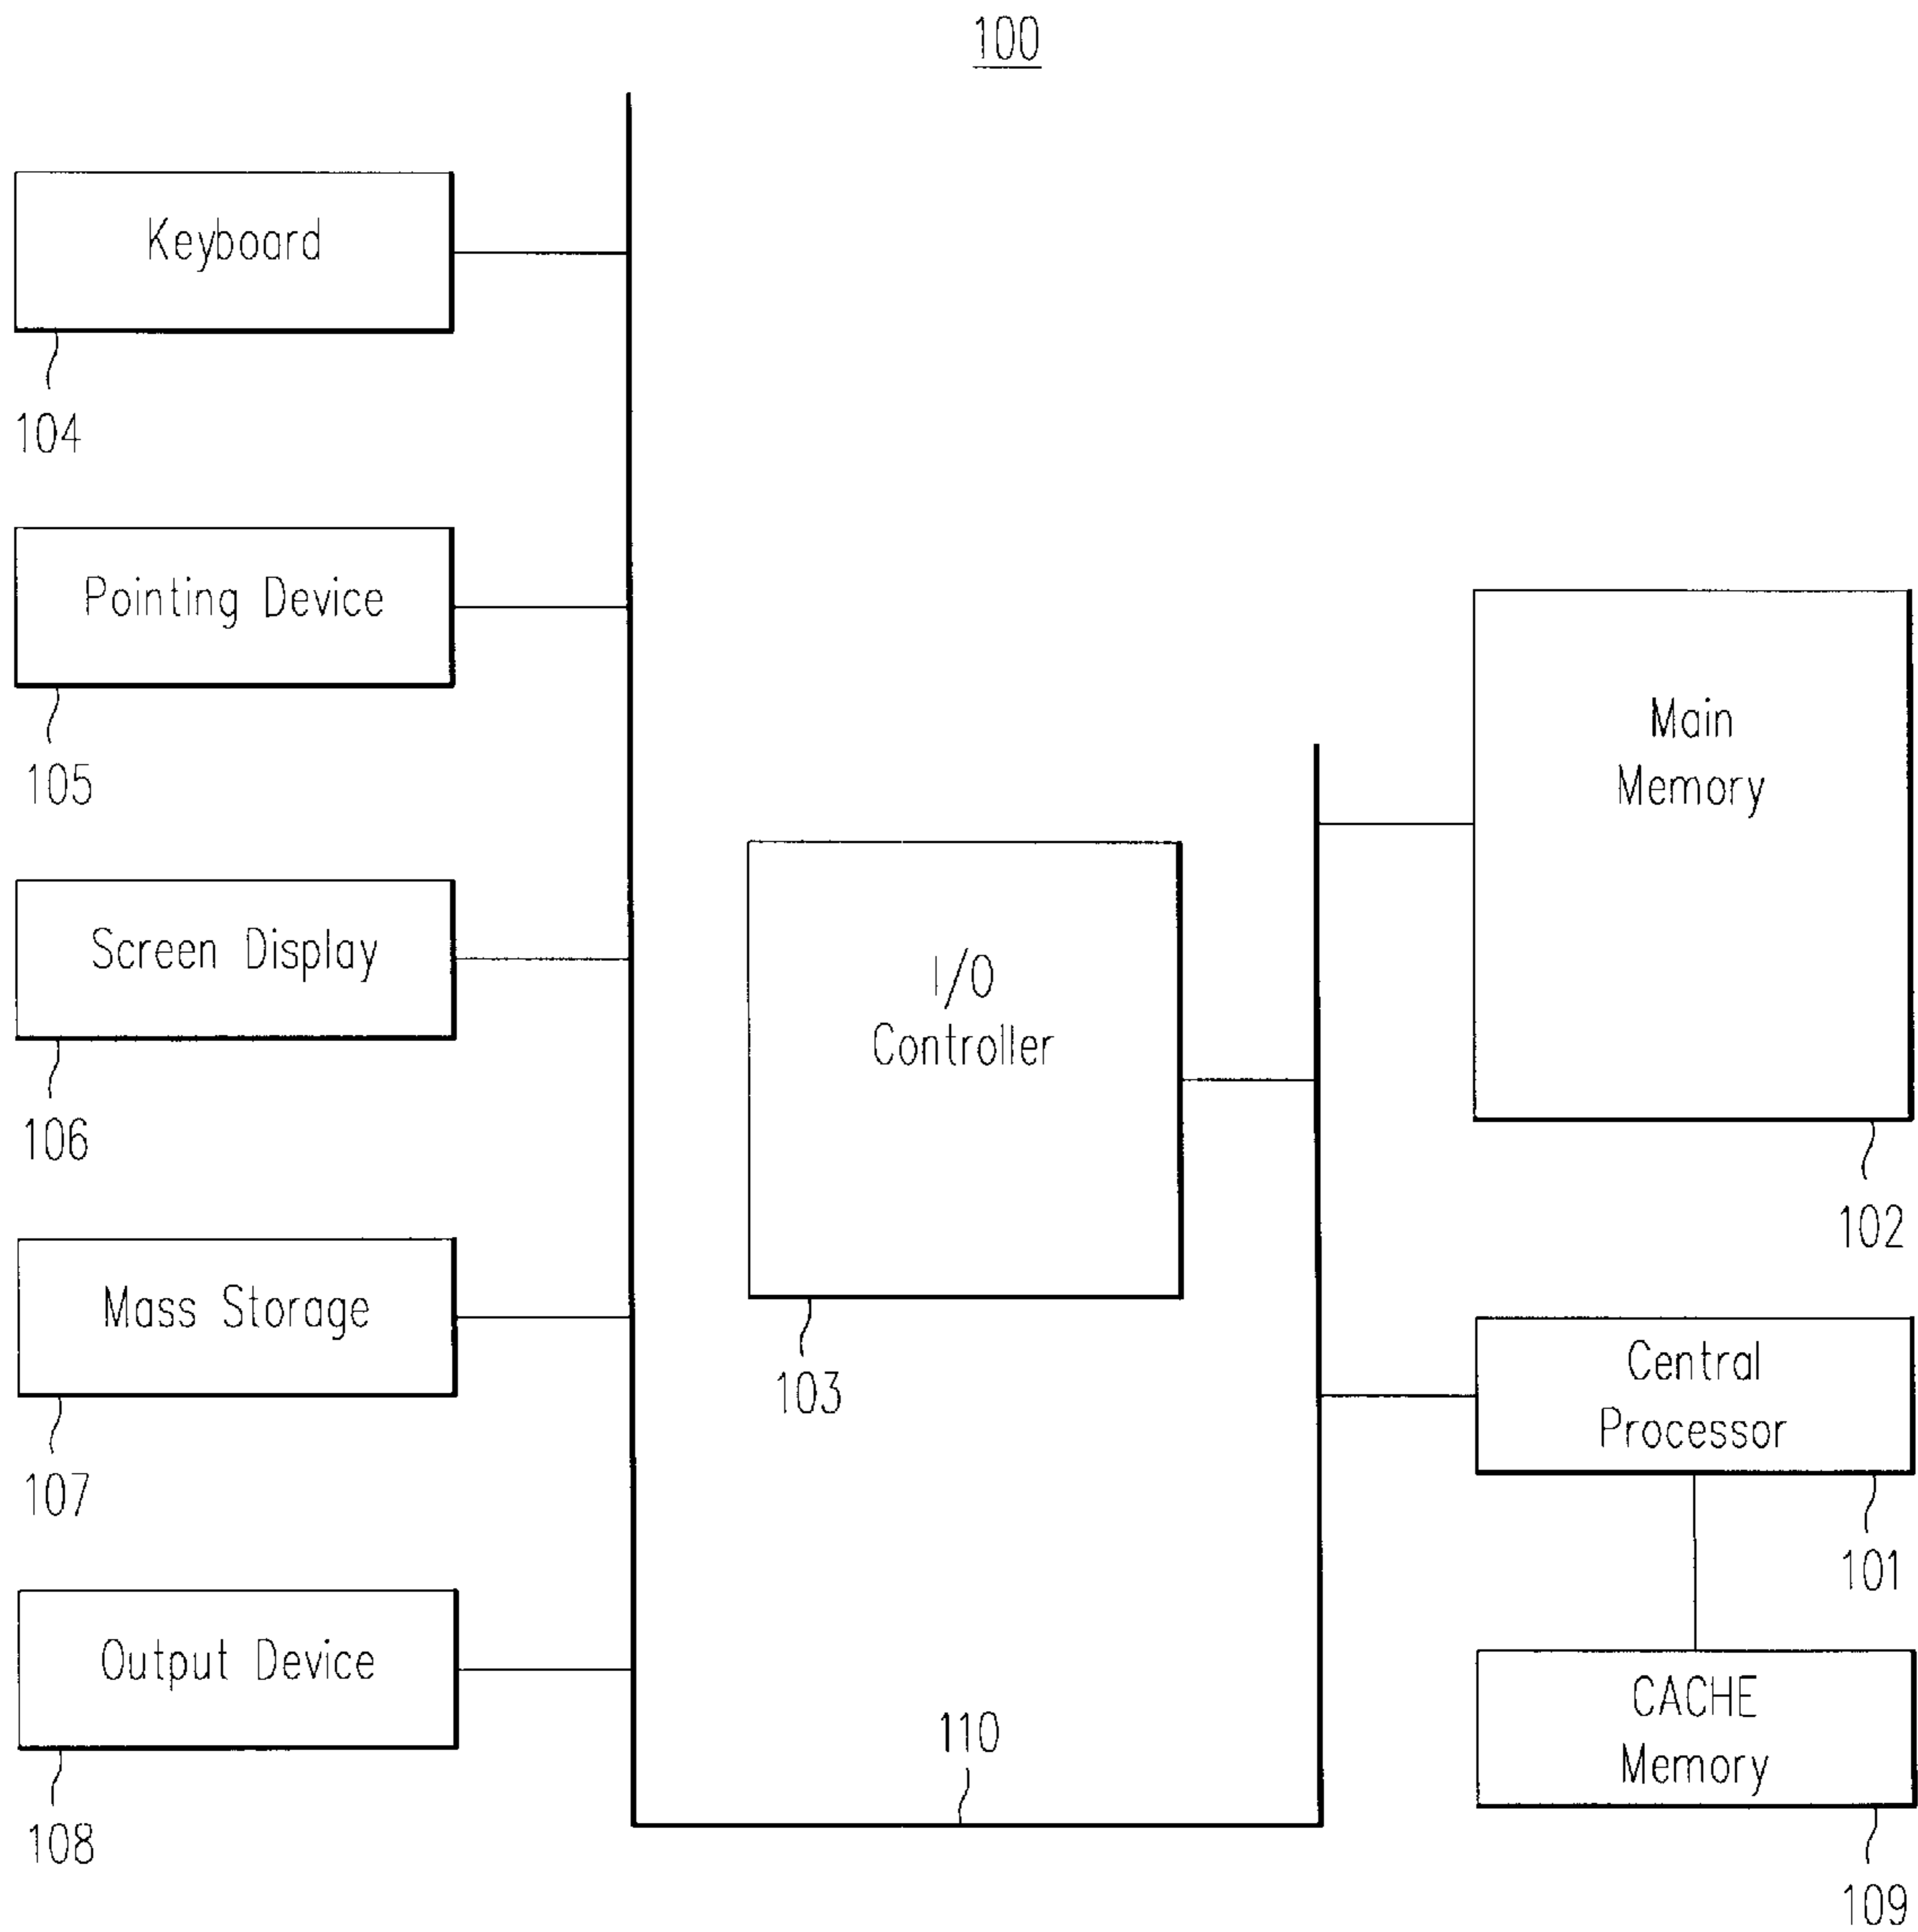 100
Keyboard
104
Pointing Device
105
Screen Display
106
Mass Storage
107
Output Device
108
I/O
Controller
103
110
Main
Memory
102
Central
Processor
101
CACHE
Memory
109